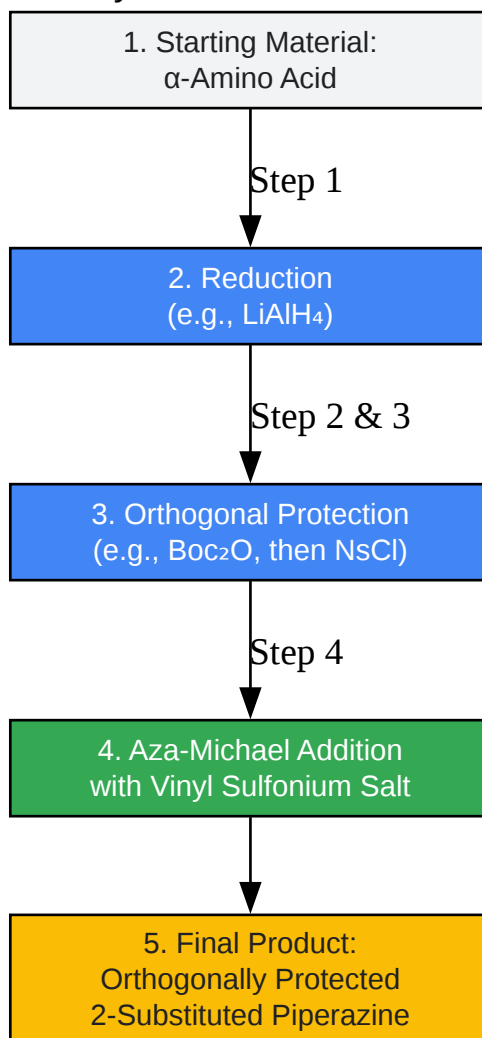 1. Starting Material:
α-Amino Acid
Step 1
2. Reduction
(e.g., LiAlH₄)
Step 2 & 3
3. Orthogonal Protection
(e.g., Boc₂O, then NsCl)
Step 4
4. Aza-Michael Addition
with Vinyl Sulfonium Salt
5. Final Product:
Orthogonally Protected
2-Substituted Piperazine